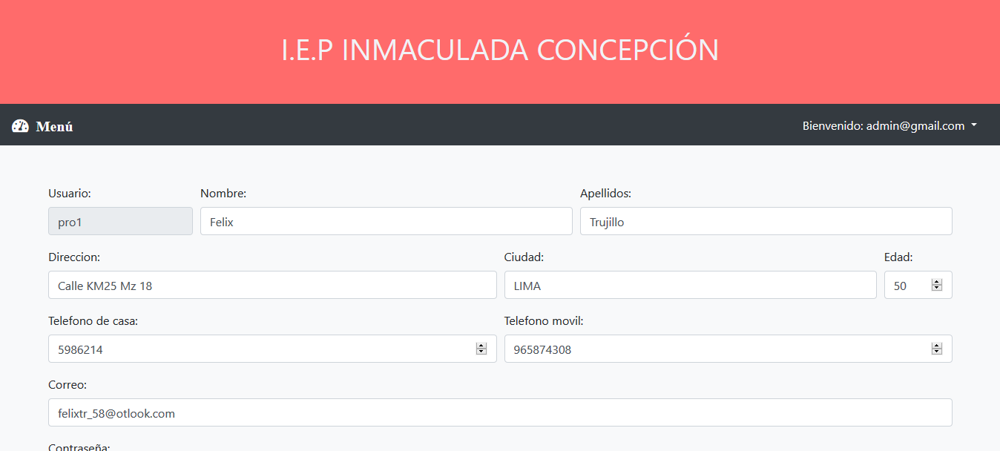 I.E.P INMACULADA CONCEPCIÓN
Menú
Bienvenido: admin@gmail.com
Usuario: Nombre: Apellidos:
pro1 Felix Trujillo
Direccion: Ciudad: Edad:
Calle KM25 Mz 18 LIMA 50
Telefono de casa: Telefono movil:
5986214 965874308
Correo:
felixtr_58@otlook.com
Contraseña: